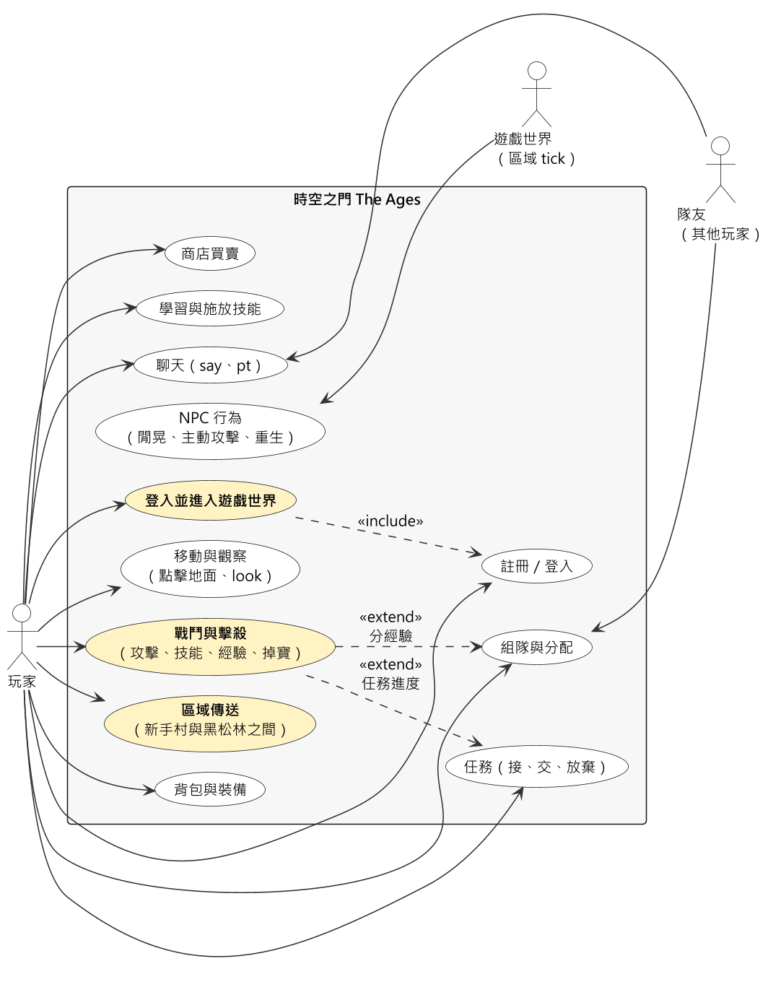 遊戲世界
（區域 tick）
隊友
（其他玩家）
時空之門 The Ages
商店買賣
學習與施放技能
聊天（say、pt）
NPC 行為
（閒晃、主動攻擊、重生）
登入並進入遊戲世界
«include»
移動與觀察
（點擊地面、look）
註冊 / 登入
戰鬥與擊殺
（攻擊、技能、經驗、掉寶）
«extend»
分經驗
組隊與分配
«extend»
任務進度
玩家
區域傳送
（新手村與黑松林之間）
任務（接、交、放棄）
背包與裝備